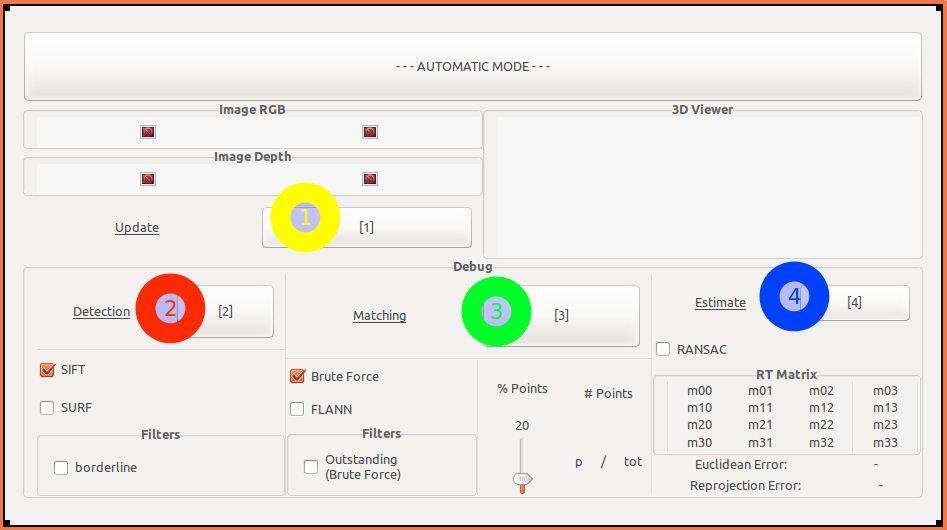 - - - AUTOMATIC MODE - - -
Image RGB
3D Viewer
Image Depth
Update
1
[1]
Debug
Detection
2
[2]
Matching
3
[3]
Estimate
4
[4]
SIFT
SURF
Filters
borderline
Brute Force
FLANN
Filters
Outstanding
(Brute Force)
% Points
# Points
20
p / tot
RANSAC
RT Matrix
m00 m01 m02 m03
m10 m11 m12 m13
m20 m21 m22 m23
m30 m31 m32 m33
Euclidean Error: -
Reprojection Error: -